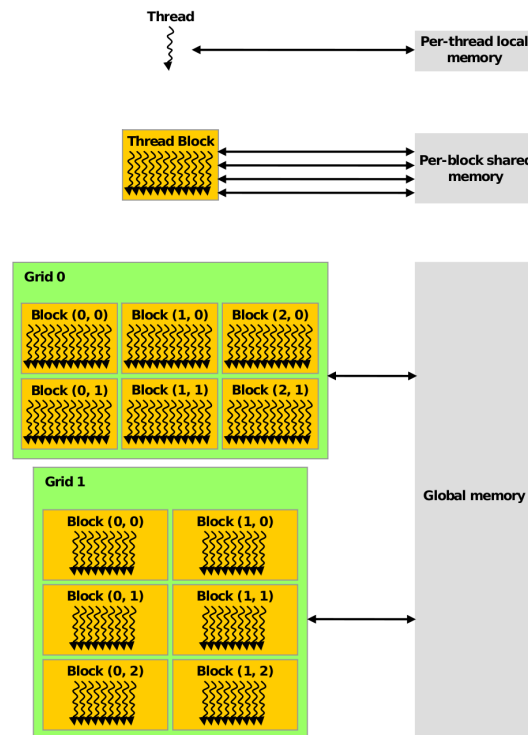 Thread
Per-thread local
memory
Thread Block
Per-block shared
memory
Grid 0
Block (0, 0) Block (1, 0) Block (2, 0)
Block (0, 1) Block (1, 1) Block (2, 1)
Global memory
Grid 1
Block (0, 0) Block (1, 0)
Block (0, 1) Block (1, 1)
Block (0, 2) Block (1, 2)